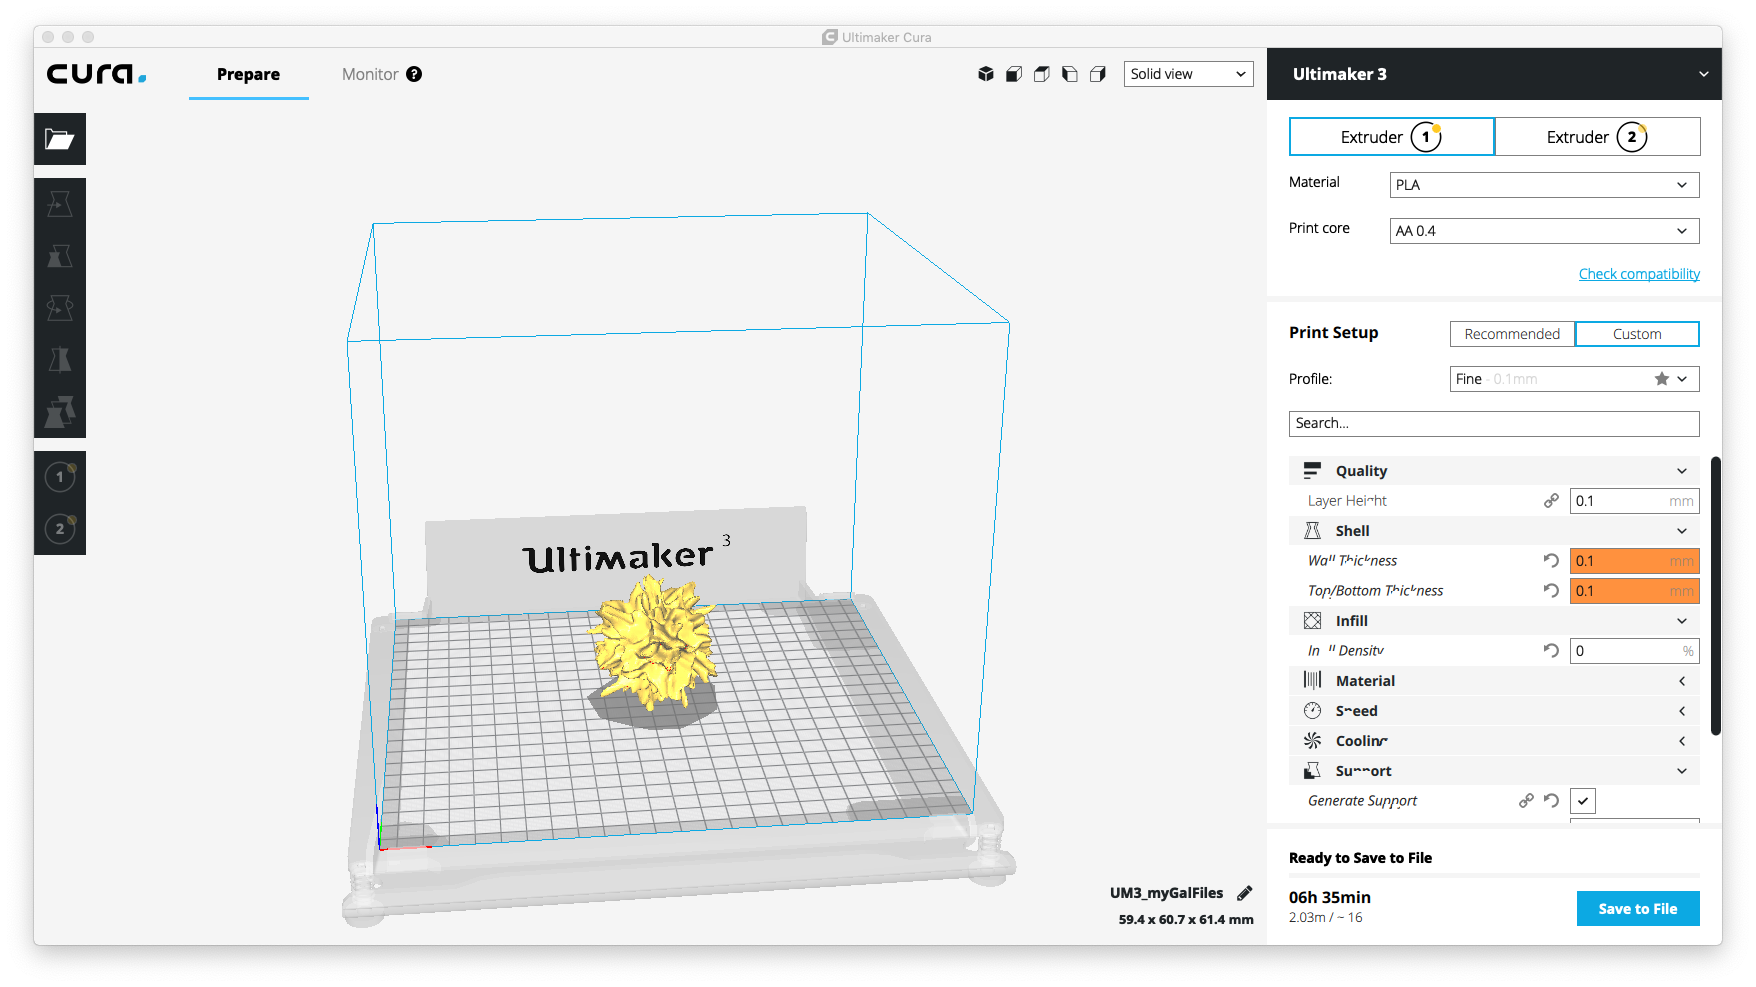 Ultimaker Cura
cura.
Prepare
Monitor ?
Solid view
Ultimaker 3
Extruder 1
Extruder 2
Material
PLA
Print core
AA 0.4
Check compatibility
Print Setup
Recommended
Custom
Profile:
Fine - 0.1mm
Search...
Quality
Layer Height
0.1 mm
Shell
Wall Thickness
0.1 mm
Top/Bottom Thickness
0.1 mm
Infill
Infill Density
0 %
Material
Speed
Cooling
Support
Generate Support
1
2
Ultimaker 3
UM3_myGalFiles
59.4 x 60.7 x 61.4 mm
Ready to Save to File
06h 35min
2.03m / ~ 16
Save to File